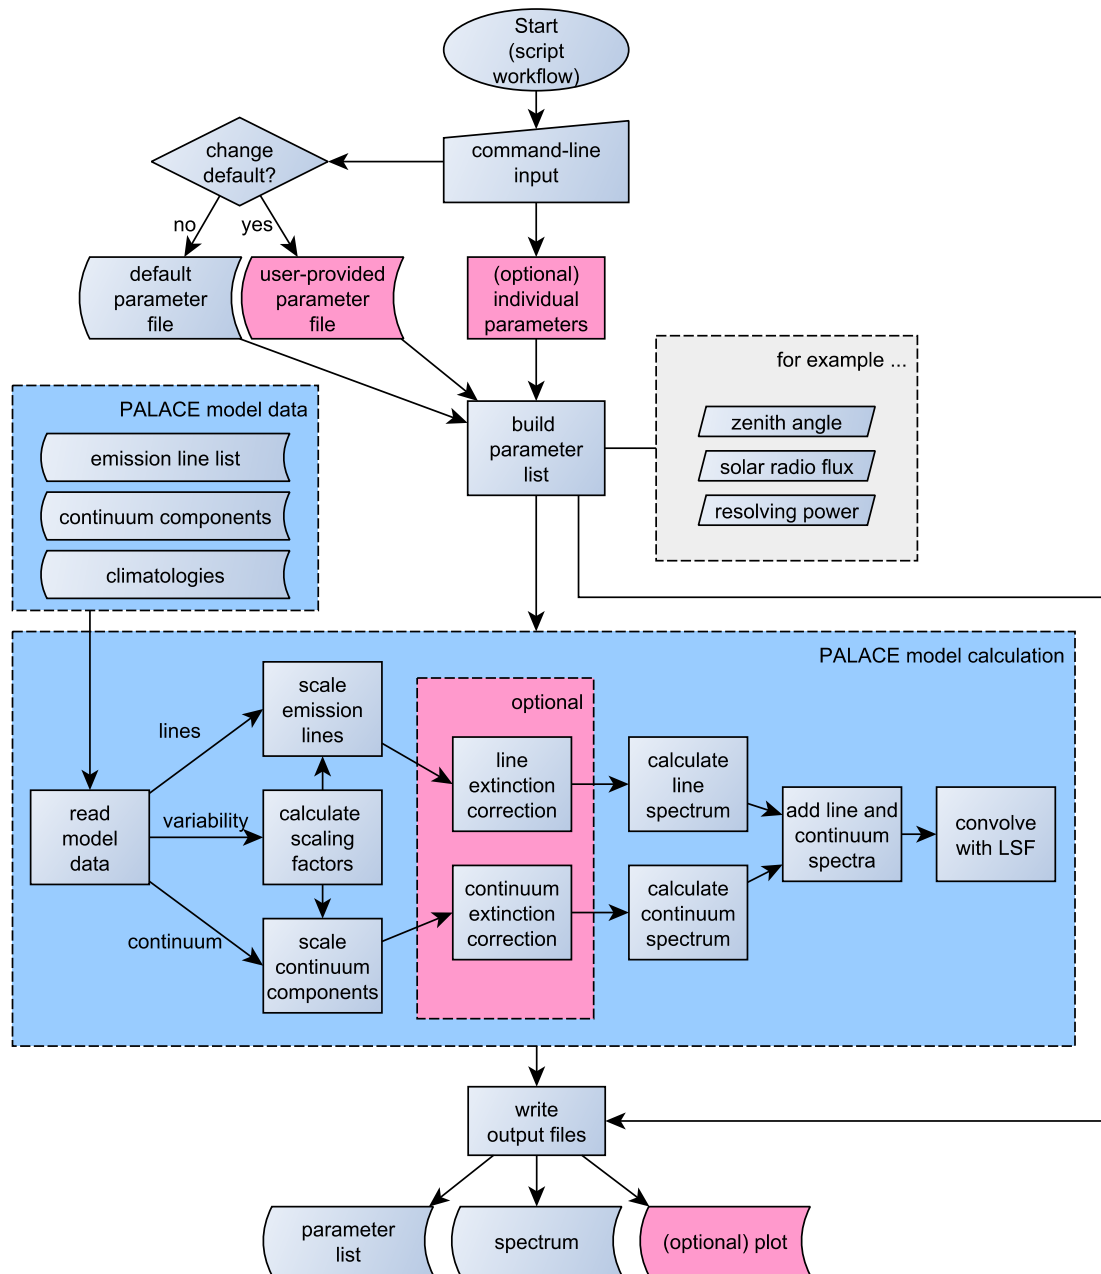 Start
(script
workflow)
command-line
input
change
default?
no
yes
default
parameter
file
user-provided
parameter
file
(optional)
individual
parameters
for example ...
zenith angle
solar radio flux
resolving power
build
parameter
list
PALACE model data
emission line list
continuum components
climatologies
PALACE model calculation
read
model
data
lines
variability
continuum
scale
emission
lines
calculate
scaling
factors
scale
continuum
components
optional
line
extinction
correction
continuum
extinction
correction
calculate
line
spectrum
calculate
continuum
spectrum
add line and
continuum
spectra
convolve
with LSF
write
output files
parameter
list
spectrum
(optional) plot